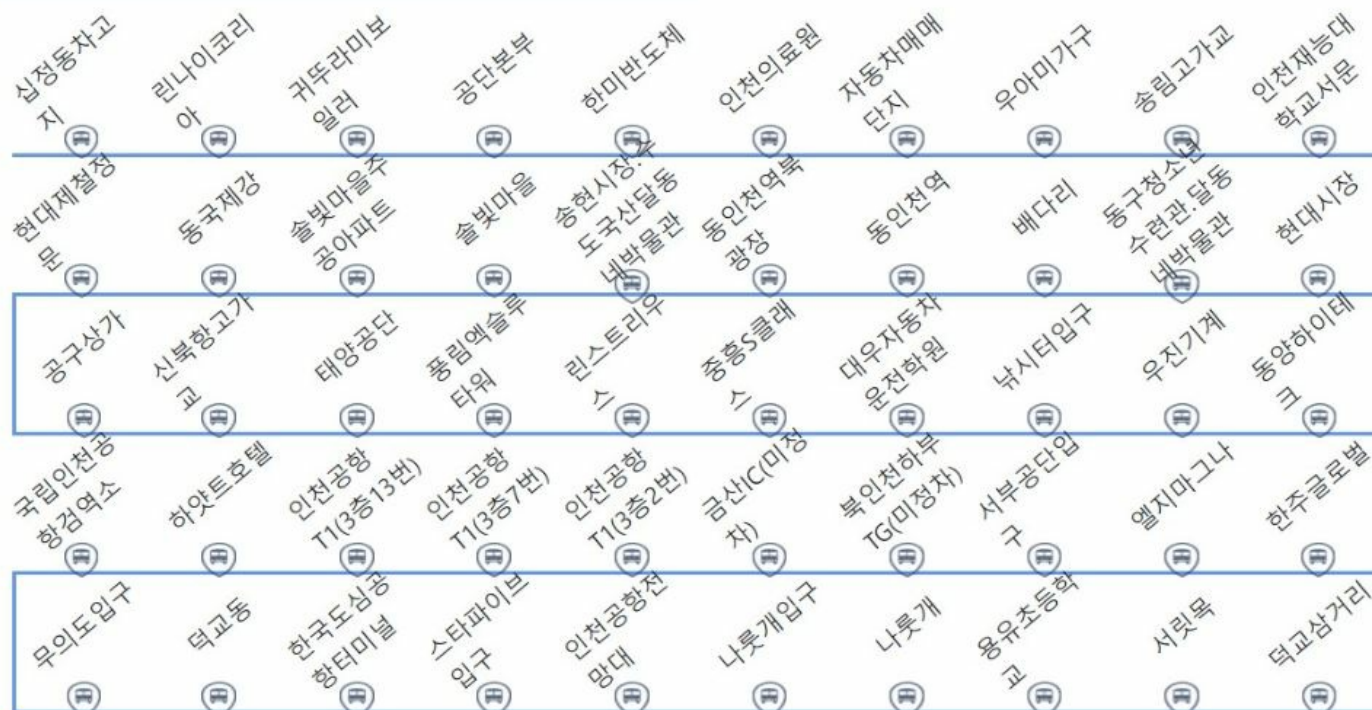 십정동차고
지
린나이코리
아
귀뚜라미보
일러
공단본부
한미반도체
인천의료원
자동차매매
단지
우아미가구
송림고가교
인천재능대
학교서문
현대제철정
문
동국제강
솔빛마을주
공아파트
솔빛마을
송현시장.수
도국산달동
네박물관
동인천역북
광장
동인천역
배다리
동구청소년
수련관.달동
네박물관
현대시장
공구상가
신북항고가
교
태양공단
풍림엑슬루
타워
린스트리우
스
중흥S클래
스
대우자동차
운전학원
낚시터입구
우진기계
동양하이테
크
국립인천공
항검역소
하얏트호텔
인천공항
T1(3층13번)
인천공항
T1(3층7번)
인천공항
T1(3층2번)
금산IC(미정
차)
북인천하부
TG(미정차)
서부공단입
구
엘지마그나
한주글로벌
무의도입구
덕교동
한국도심공
항터미널
스타파이브
입구
인천공항전
망대
나룻개입구
나룻개
용유초등학
교
서릿목
덕교삼거리